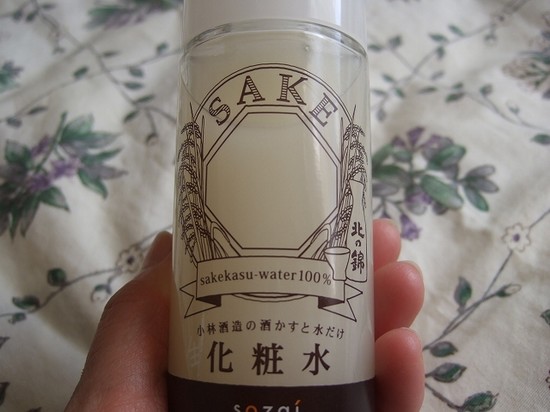 SAKE
北の錦
sakekasu-water100%
小林酒造の酒かすと水だけ
化粧水
sozai